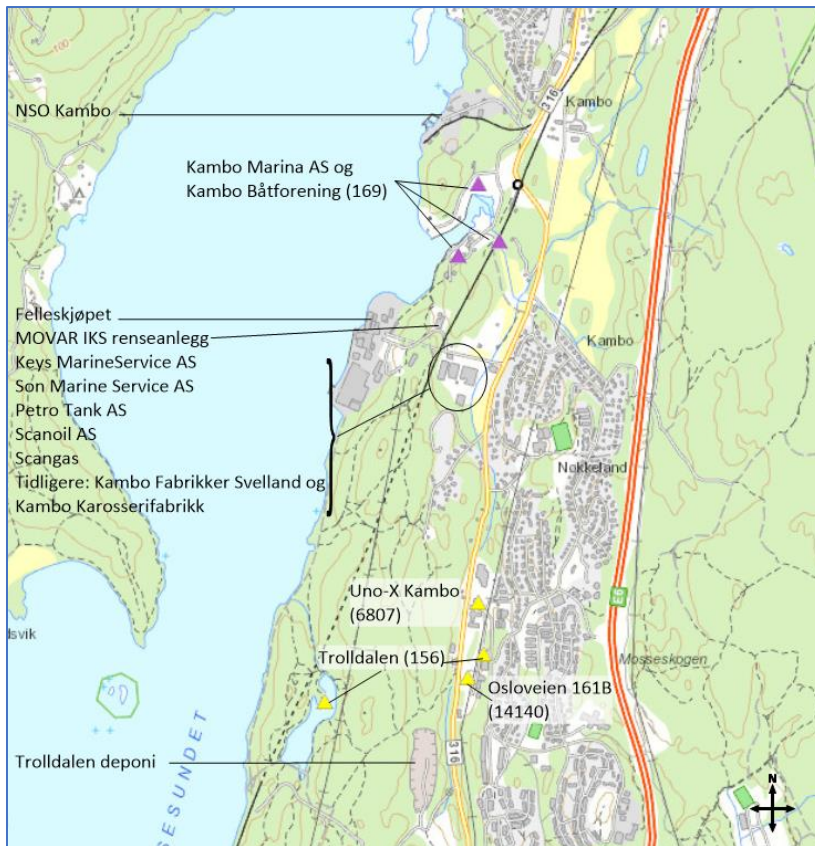 100
316
Kambo
NSO Kambo
Kambo Marina AS og
Kambo Båtforening (169)
Felleskjøpet
MOVAR IKS renseanlegg
Kambo
Keys MarineService AS
Son Marine Service AS
Petro Tank AS
Scanoil AS
Scangas
Nøkkeland
Tidligere: Kambo Fabrikker Svelland og
Kambo Karosserifabrikk
Uno-X Kambo
(6807)
E6
Trolldalen (156)
Mosseskogen
Osloveien 161B
(14140)
316
Trolldalen deponi
N